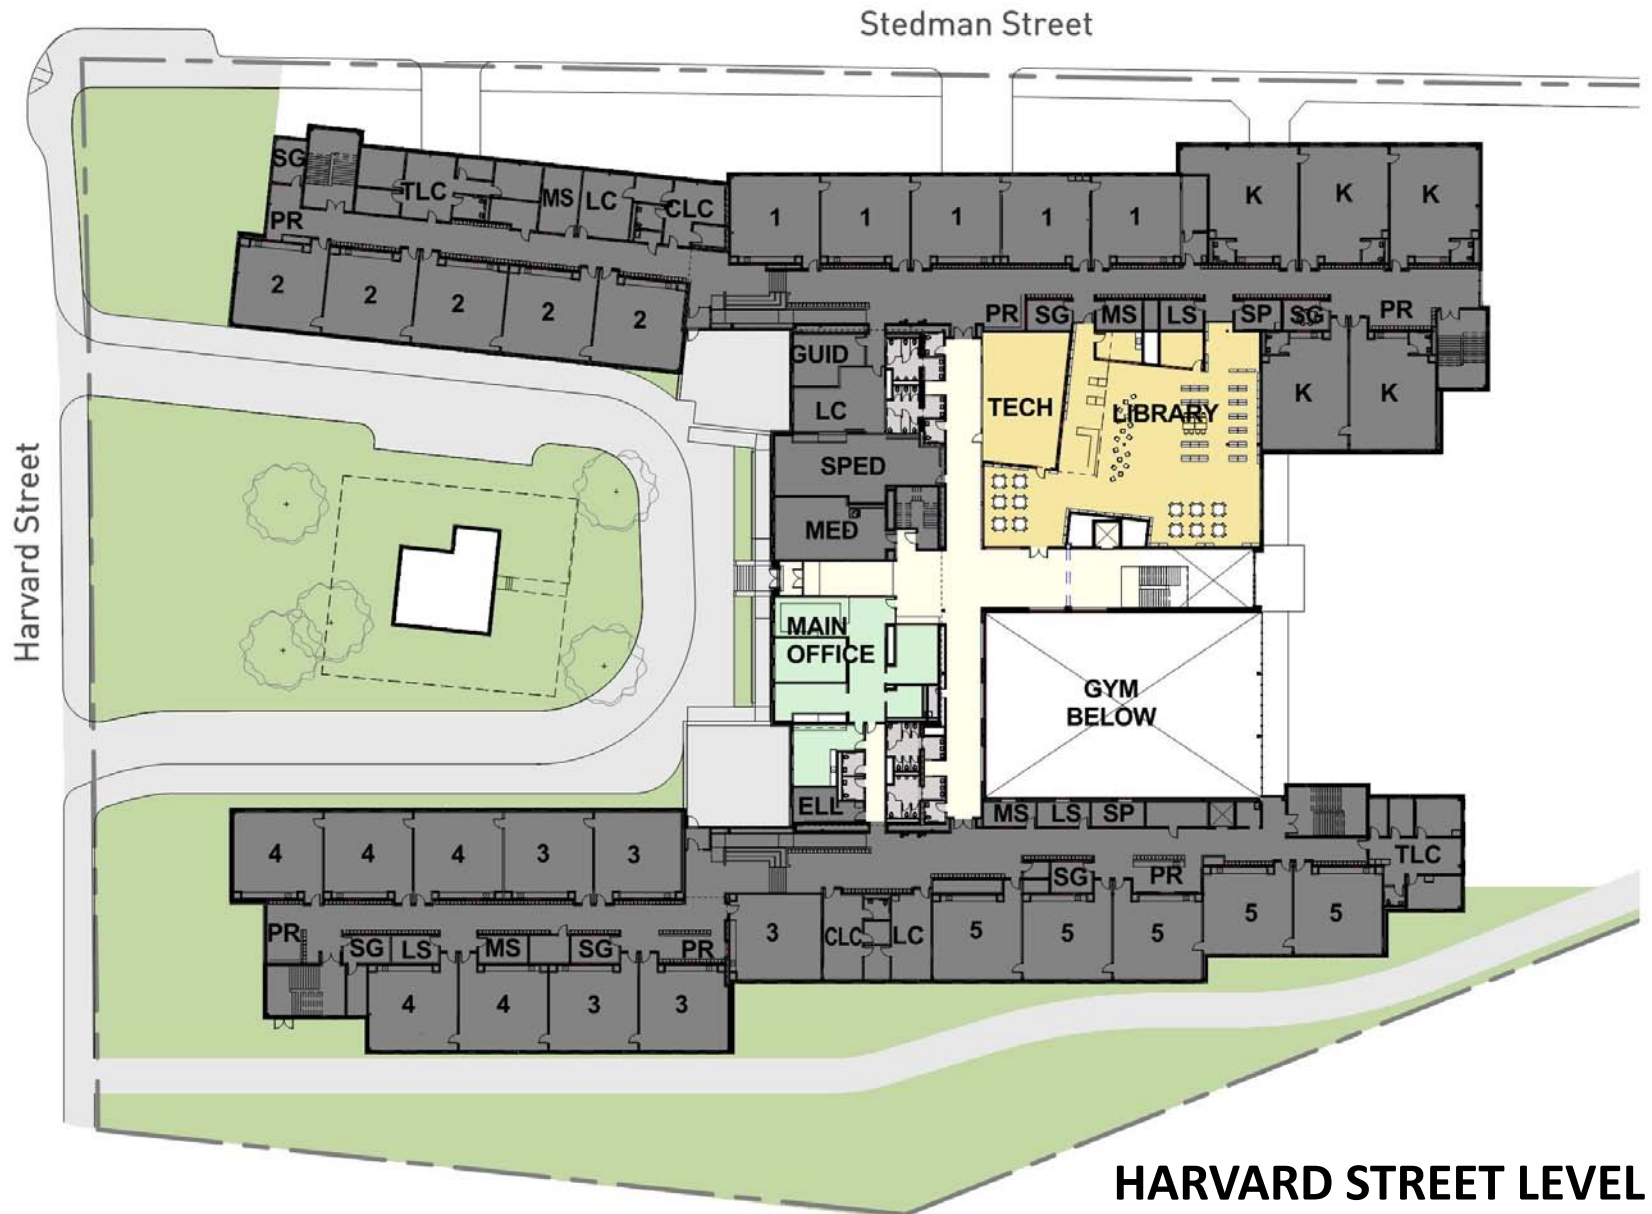 Stedman Street
SG
TLC
MS
LC
CLC
PR
1
1
1
1
1
K
K
K
2
2
2
2
2
PR
SG
MS
LS
SP
SG
PR
GUID
LC
TECH
LIBRARY
K
K
SPED
MED
Harvard Street
MAIN
OFFICE
GYM
BELOW
ELL
MS
LS
SP
4
4
4
3
3
TLC
SG
PR
PR
SG
LS
MS
SG
PR
3
CLC
LC
5
5
5
5
5
4
4
3
3
HARVARD STREET LEVEL